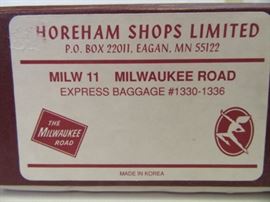 HOREHAM SHOPS LIMITED
P.O. BOX 22011, EAGAN, MN 55122
MILW 11 MILWAUKEE ROAD
EXPRESS BAGGAGE #1330-1336
THE
MILWAUKEE
ROAD
MADE IN KOREA